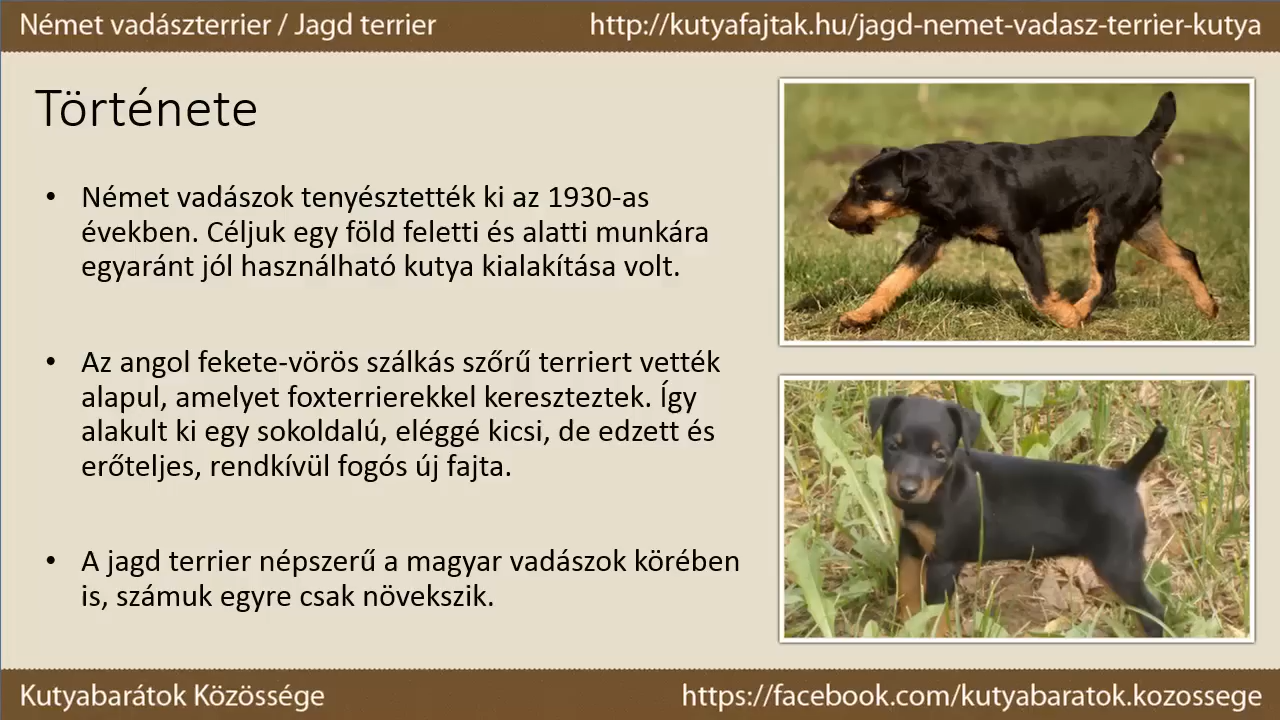 Német vadászterrier / Jagd terrier
http://kutyafajtak.hu/jagd-nemet-vadasz-terrier-kutya
Története
• Német vadászok tenyésztették ki az 1930-as
években. Céljuk egy föld feletti és alatti munkára
egyaránt jól használható kutya kialakítása volt.
• Az angol fekete-vörös szálkás szőrű terriert vették
alapul, amelyet foxterrierekkel kereszteztek. Így
alakult ki egy sokoldalú, eléggé kicsi, de edzett és
erőteljes, rendkívül fogós új fajta.
• A jagd terrier népszerű a magyar vadászok körében
is, számuk egyre csak növekszik.
Kutyabarátok Közössége
https://facebook.com/kutyabaratok.kozossege